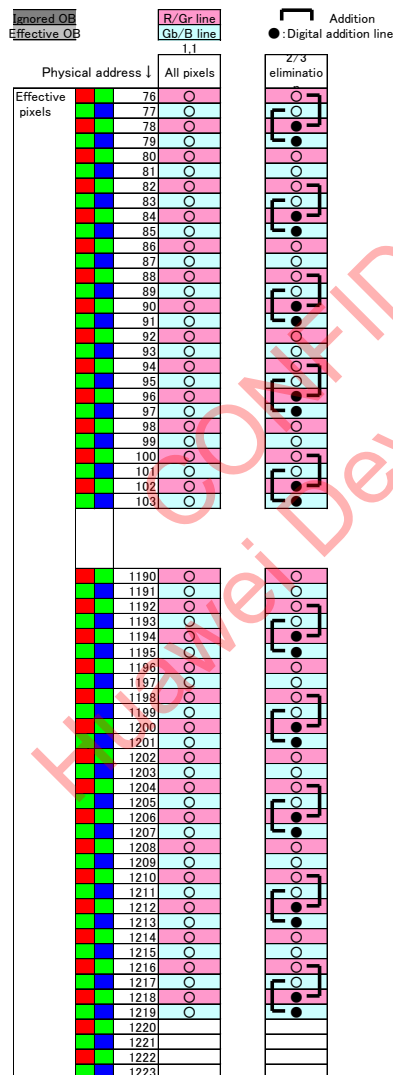 Ignored OB R/Gr line Addition
Effective OB Gb/B line ●:Digital addition line
1,1 2/3
Physical address↓ All pixels eliminatio
Effective 76 ○ ○
pixels 77 ○ ○
78 ○ ●
79 ○ ●
80 ○ ○
81 ○ ○
82 ○ ○
83 ○ ○
84 ○ ●
85 ○ ●
86 ○ ○
87 ○ ○
88 ○ ○
89 ○ ○
90 ○ ●
91 ○ ●
92 ○ ○
93 ○ ○
94 ○ ○
95 ○ ○
96 ○ ●
97 ○ ●
98 ○ ○
99 ○ ○
100 ○ ○
101 ○ ○
102 ○ ●
103 ○ ●
1190 ○ ○
1191 ○ ○
1192 ○ ○
1193 ○ ○
1194 ○ ●
1195 ○ ●
1196 ○ ○
1197 ○ ○
1198 ○ ○
1199 ○ ○
1200 ○ ●
1201 ○ ●
1202 ○ ○
1203 ○ ○
1204 ○ ○
1205 ○ ○
1206 ○ ●
1207 ○ ●
1208 ○ ○
1209 ○ ○
1210 ○ ○
1211 ○ ○
1212 ○ ●
1213 ○ ●
1214 ○ ○
1215 ○ ○
1216 ○ ○
1217 ○ ○
1218 ○ ●
1219 ○ ●
1220
1221
1222
1223
CONFID
Huawei Dev